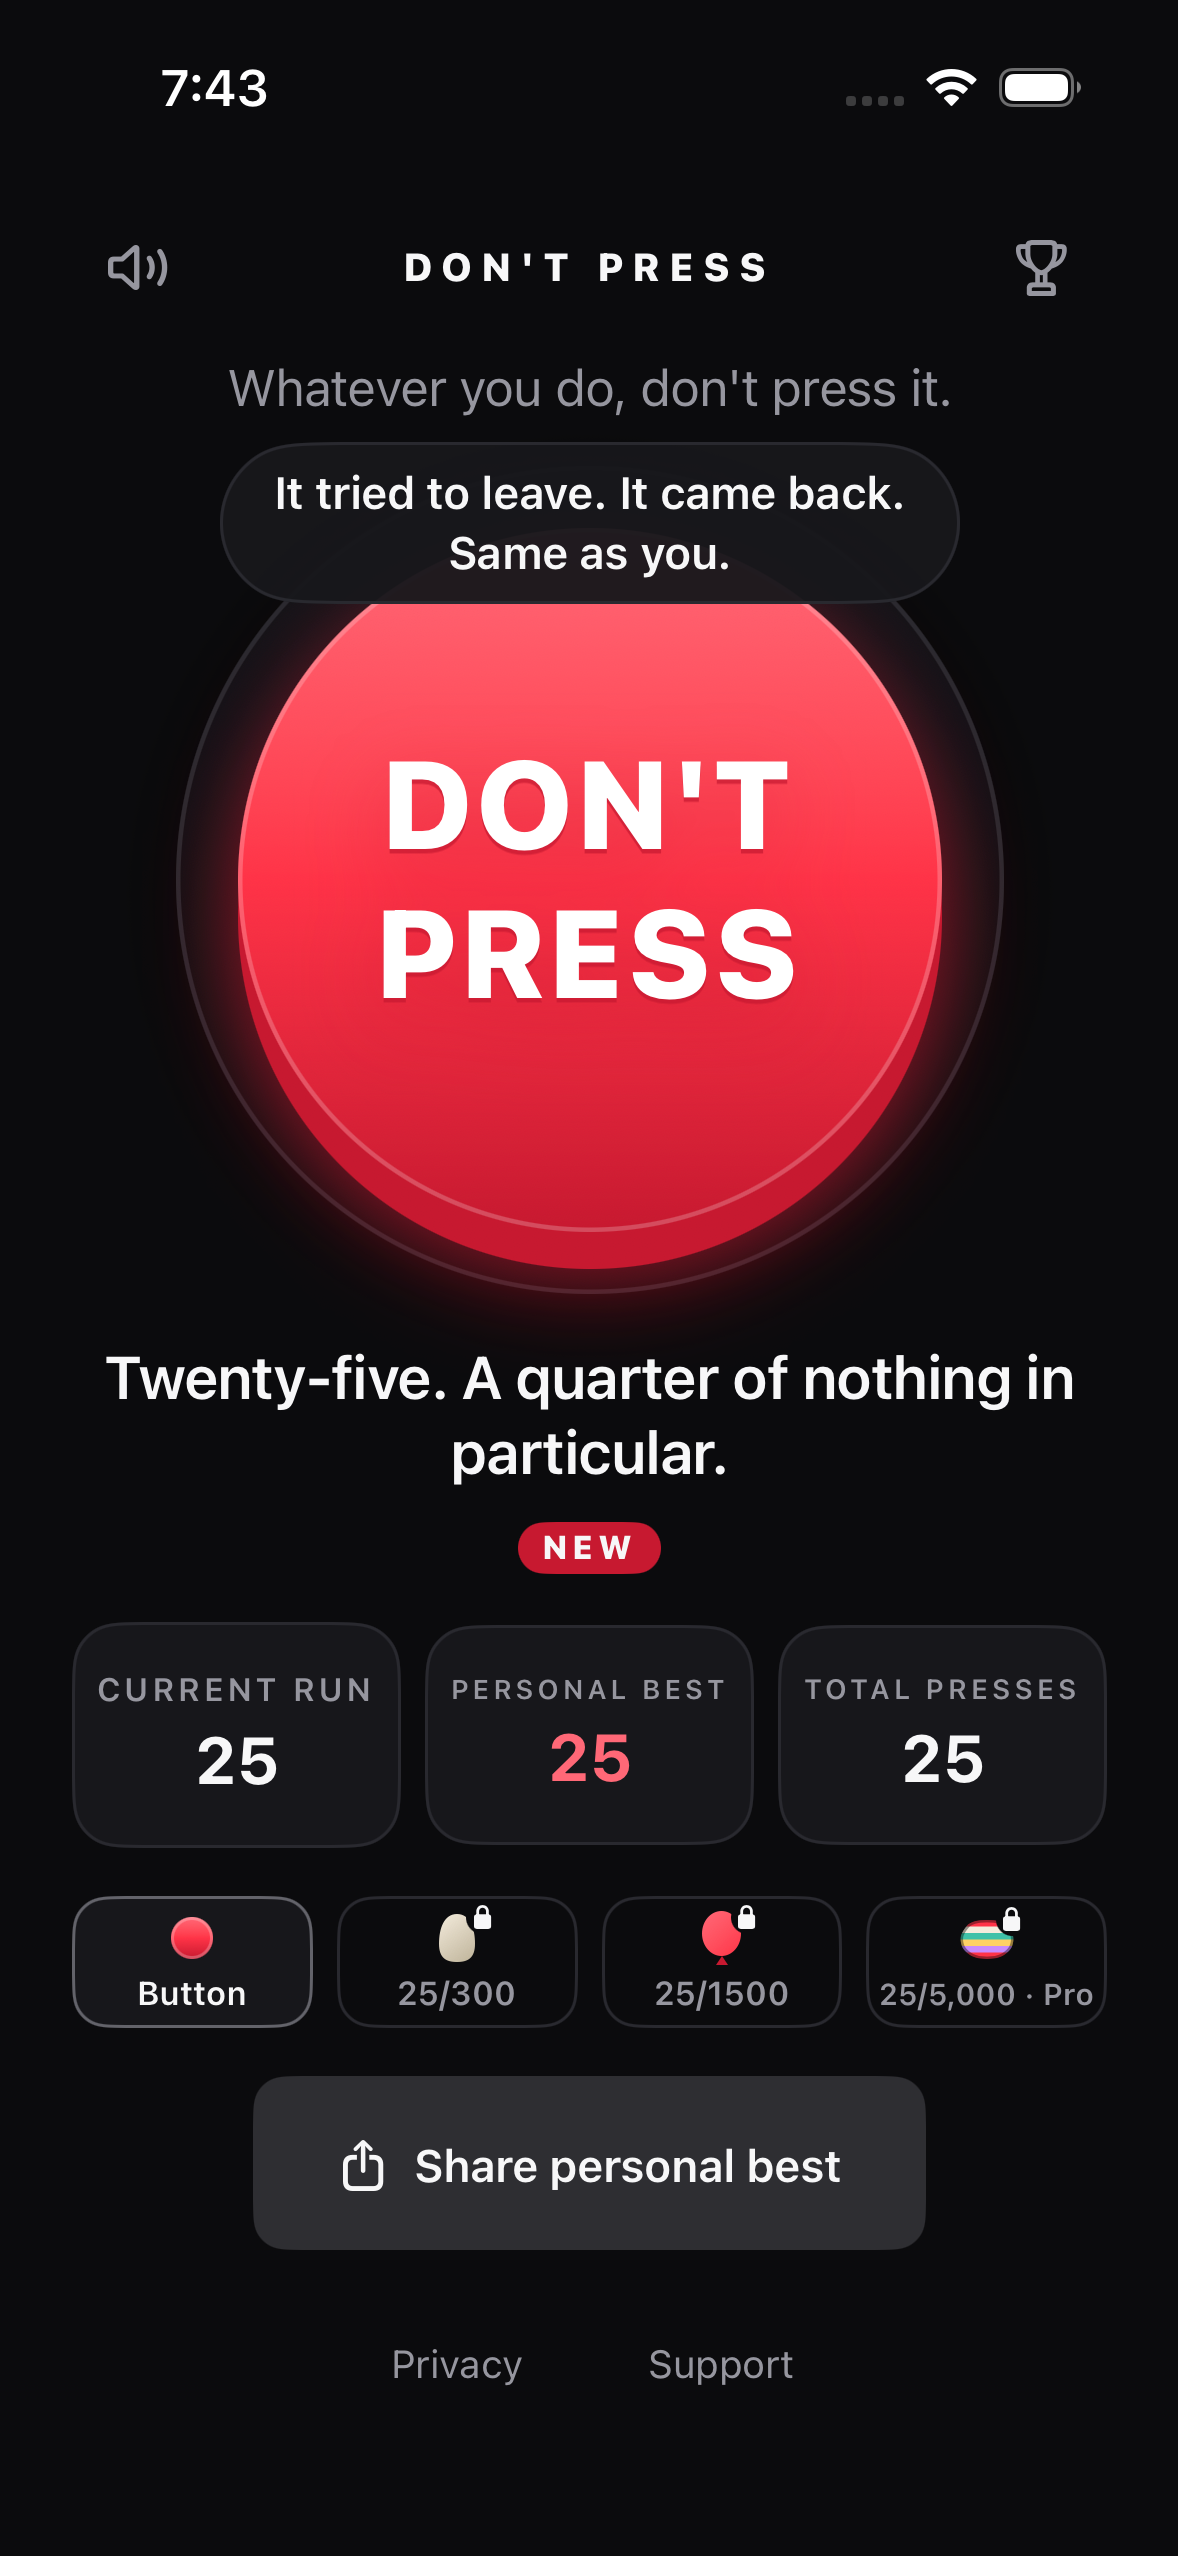 7:43
DON'T PRESS
Whatever you do, don't press it.
It tried to leave. It came back.
Same as you.
DON'T
PRESS
Twenty-five. A quarter of nothing in
particular.
NEW
CURRENT RUN
25
PERSONAL BEST
25
TOTAL PRESSES
25
Button
25/300
25/1500
25/5,000 · Pro
Share personal best
Privacy
Support